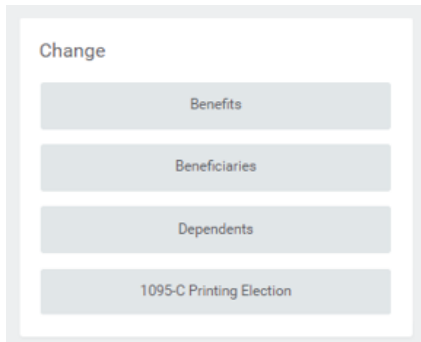 Change
Benefits
Beneficiaries
Dependents
1095-C Printing Election